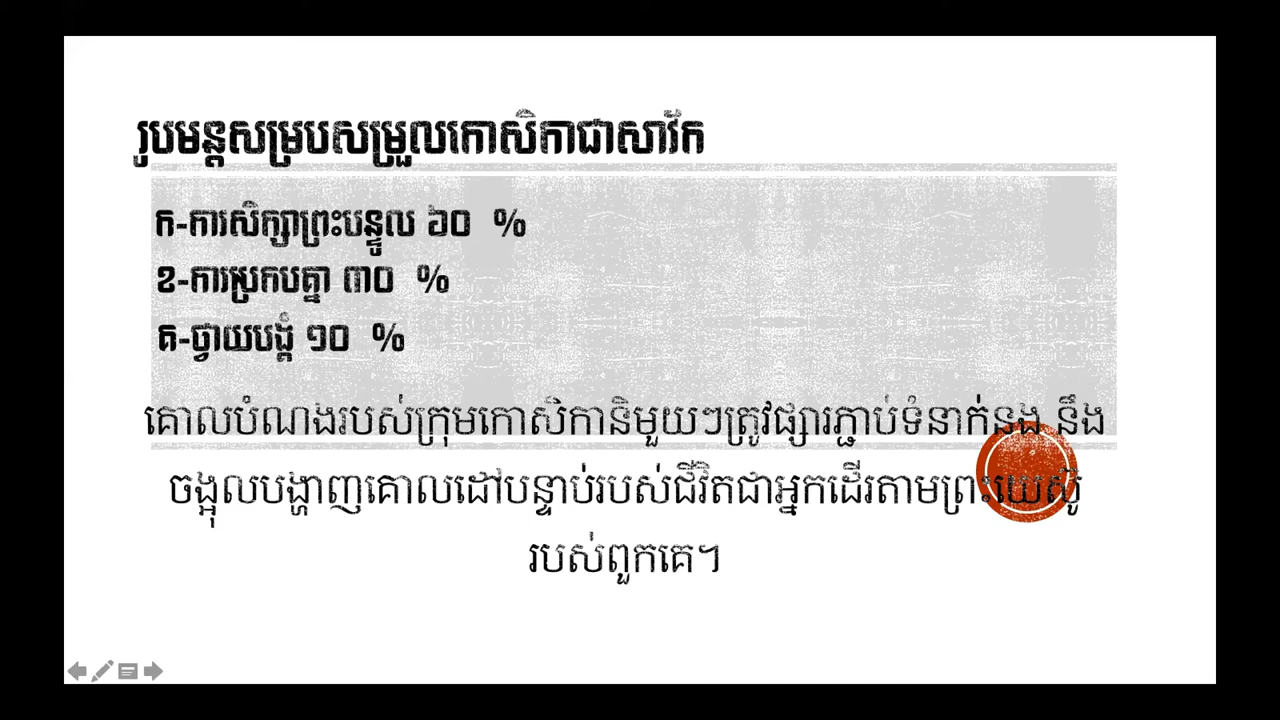 រូបមន្តសម្របសម្រួលកោសិកាជាសាវ័ក
ក-ការសិក្សាព្រះបន្ទូល ៦០ %
ខ-ការប្រកបគ្នា ៣០ %
គ-ថ្វាយបង្គំ ១០ %
គោលបំណងរបស់ក្រុមកោសិកានិមួយៗត្រូវផ្សារភ្ជាប់ទំនាក់នង នឹង
ចង្អុលបង្ហាញគោលដៅបន្ទាប់របស់ជីវិតជាអ្នកដើរតាមព្រះយេស៊ូ
របស់ពួកគេ។